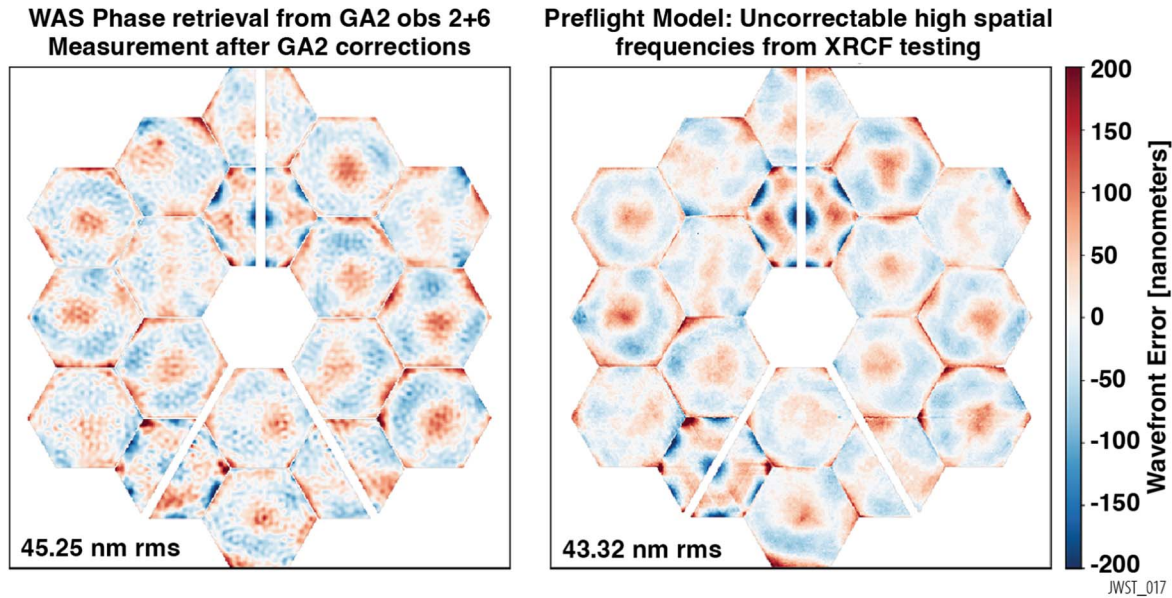 WAS Phase retrieval from GA2 obs 2+6
Measurement after GA2 corrections
45.25 nm rms
Preflight Model: Uncorrectable high spatial
frequencies from XRCF testing
43.32 nm rms
200
150
100
50
0
-50
-100
-150
-200
Wavefront Error [nanometers]
JWST_017